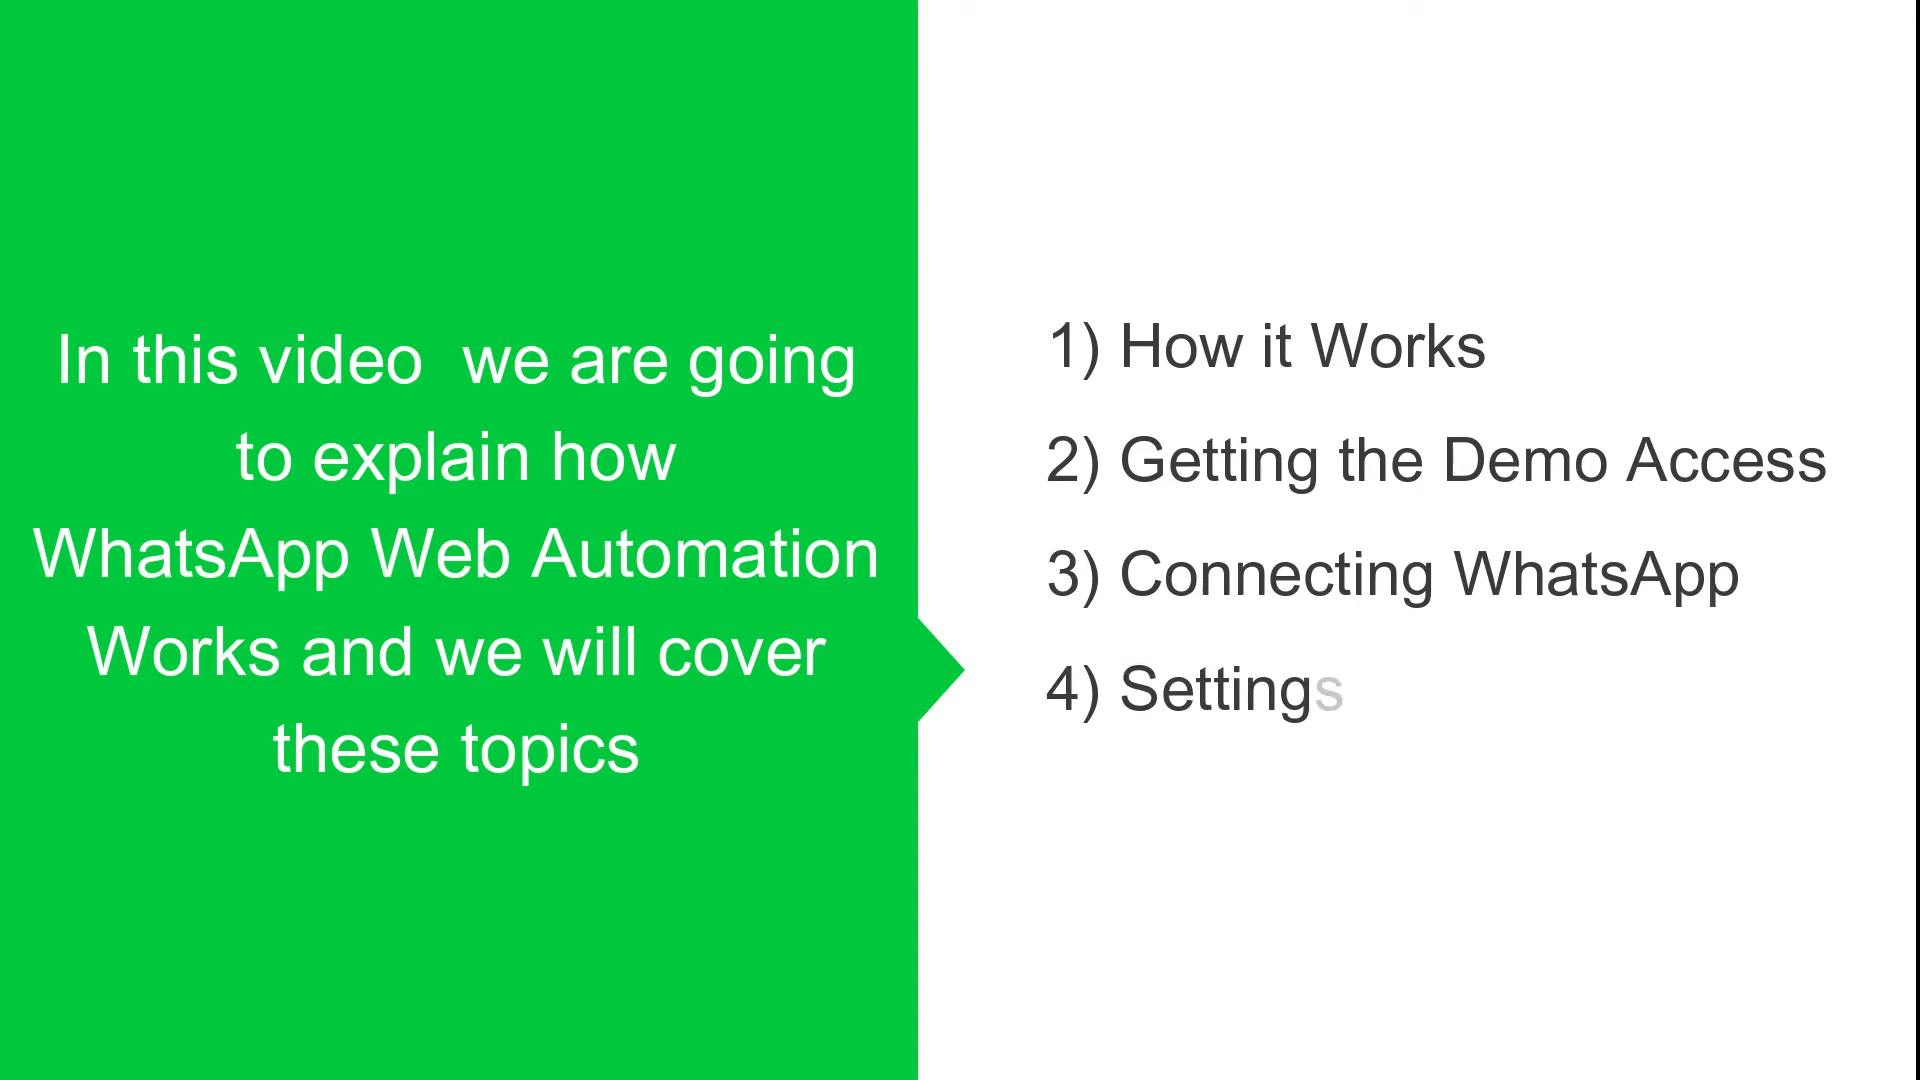 In this video  we are going
to explain how
WhatsApp Web Automation
Works and we will cover
these topics
1) How it Works
2) Getting the Demo Access
3) Connecting WhatsApp
4) Settings